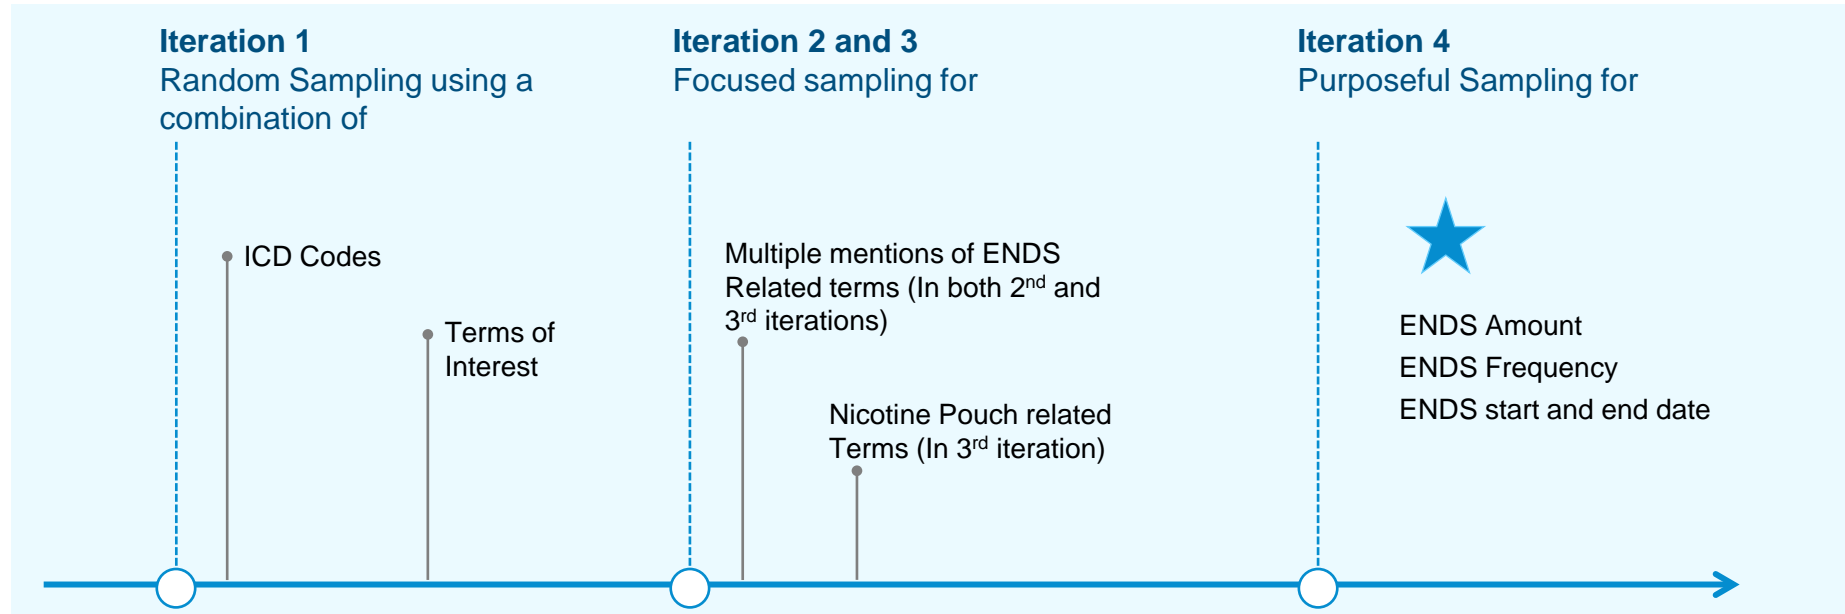 Iteration 1
Random Sampling using a
combination of
ICD Codes
Terms of
Interest
Iteration 2 and 3
Focused sampling for
Multiple mentions of ENDS
Related terms (In both 2nd and
3rd iterations)
Nicotine Pouch related
Terms (In 3rd iteration)
Iteration 4
Purposeful Sampling for
ENDS Amount
ENDS Frequency
ENDS start and end date